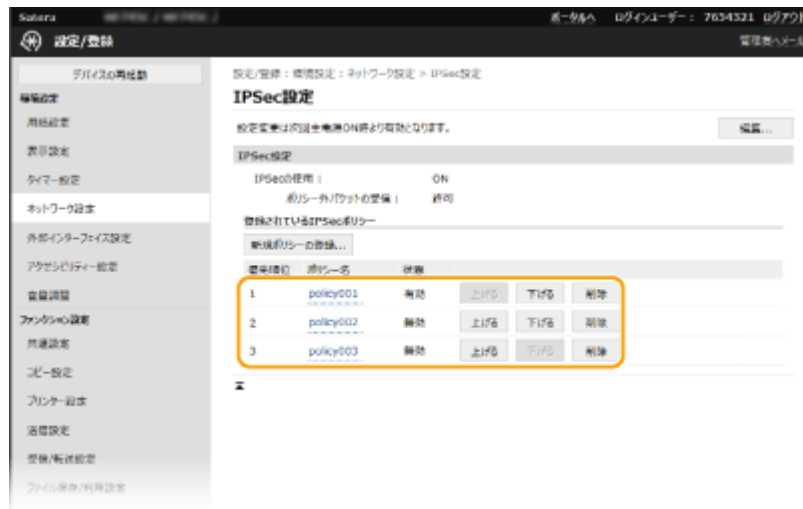 Satera
ポータルへ ログインユーザー: 7654321 ログアウト
設定/登録
管理者へメール
デバイスの再起動
設定/登録 : 環境設定 : ネットワーク設定 > IPSec設定
環境設定
IPSec設定
用紙設定
設定変更は次回主電源ON時より有効となります。
編集...
表示設定
IPSec設定
タイマー設定
IPSecの使用 : ON
ネットワーク設定
ポリシー外パケットの受信 : 許可
外部インターフェイス設定
登録されているIPSecポリシー
新規ポリシーの登録...
アクセシビリティー設定
優先順位 ポリシー名 状態
音量調整
1 policy001 有効 上げる 下げる 削除
ファンクション設定
2 policy002 無効 上げる 下げる 削除
共通設定
3 policy003 無効 上げる 下げる 削除
コピー設定
プリンター設定
送信設定
受信/転送設定
ファイル保存/利用設定